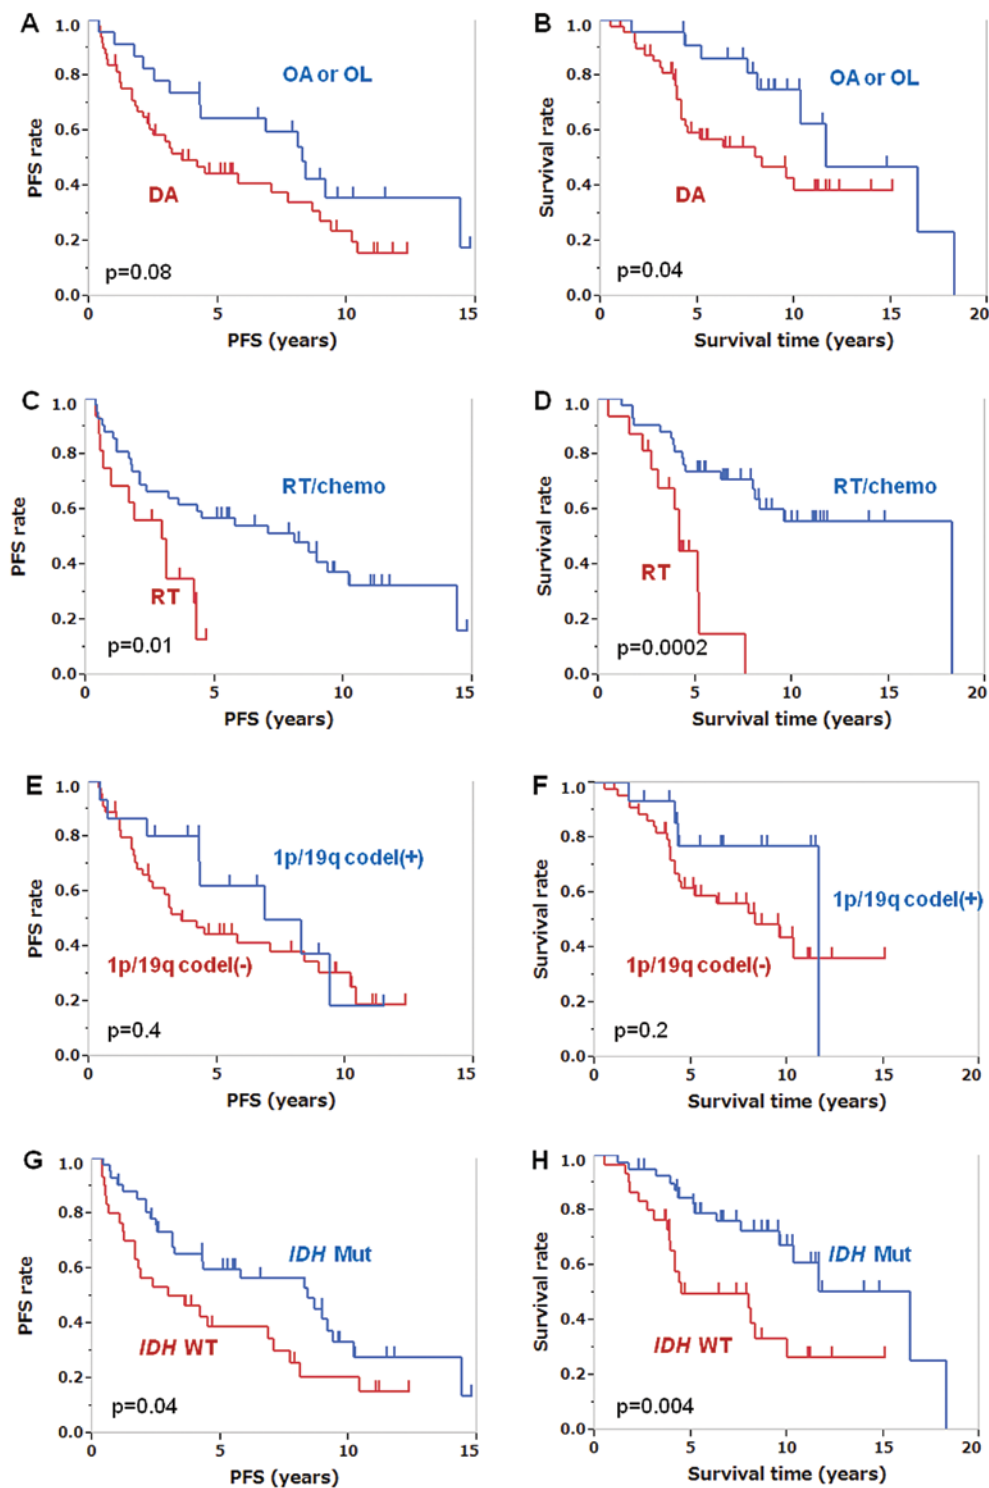 A
PFS rate
1.0
0.8
0.6
0.4
0.2
0.0
OA or OL
DA
p=0.08
0 5 10 15
PFS (years)
B
Survival rate
1.0
0.8
0.6
0.4
0.2
0.0
OA or OL
DA
p=0.04
0 5 10 15 20
Survival time (years)
C
PFS rate
1.0
0.8
0.6
0.4
0.2
0.0
RT/chemo
RT
p=0.01
0 5 10 15
PFS (years)
D
Survival rate
1.0
0.8
0.6
0.4
0.2
0.0
RT/chemo
RT
p=0.0002
0 5 10 15 20
Survival time (years)
E
PFS rate
1.0
0.8
0.6
0.4
0.2
0.0
1p/19q codel(+)
1p/19q codel(-)
p=0.4
0 5 10 15
PFS (years)
F
Survival rate
1.0
0.8
0.6
0.4
0.2
0.0
1p/19q codel(+)
1p/19q codel(-)
p=0.2
0 5 10 15 20
Survival time (years)
G
PFS rate
1.0
0.8
0.6
0.4
0.2
0.0
IDH Mut
IDH WT
p=0.04
0 5 10 15
PFS (years)
H
Survival rate
1.0
0.8
0.6
0.4
0.2
0.0
IDH Mut
IDH WT
p=0.004
0 5 10 15 20
Survival time (years)